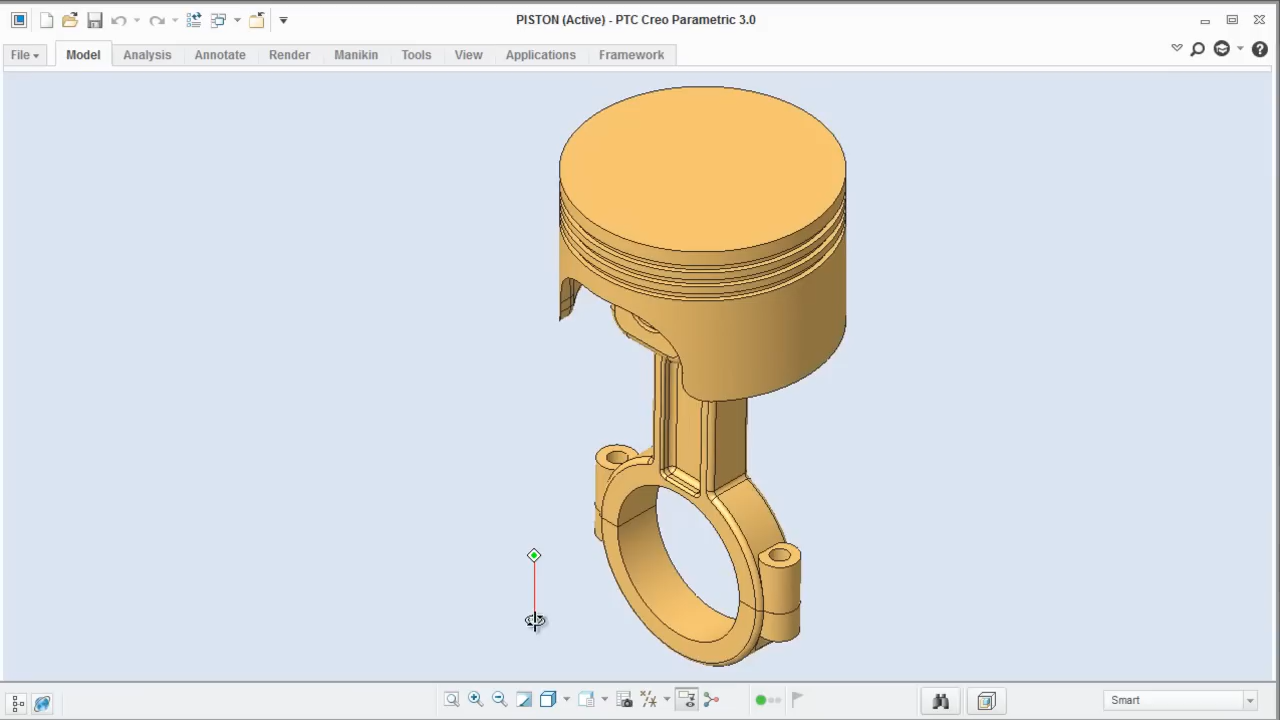 PISTON (Active) - PTC Creo Parametric 3.0
File Model Analysis Annotate Render Manikin Tools View Applications Framework
Smart